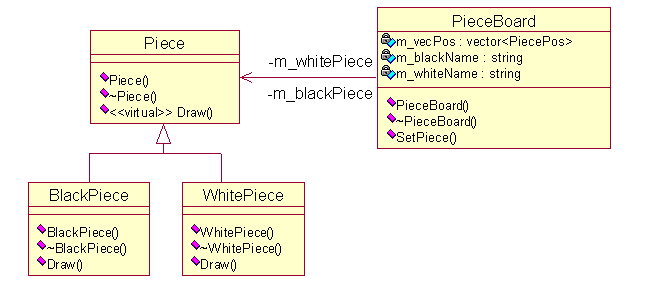 Piece
Piece()
~Piece()
<<virtual>> Draw()
-m_whitePiece
-m_blackPiece
PieceBoard
m_vecPos : vector<PiecePos>
m_blackName : string
m_whiteName : string
PieceBoard()
~PieceBoard()
SetPiece()
BlackPiece
BlackPiece()
~BlackPiece()
Draw()
WhitePiece
WhitePiece()
~WhitePiece()
Draw()